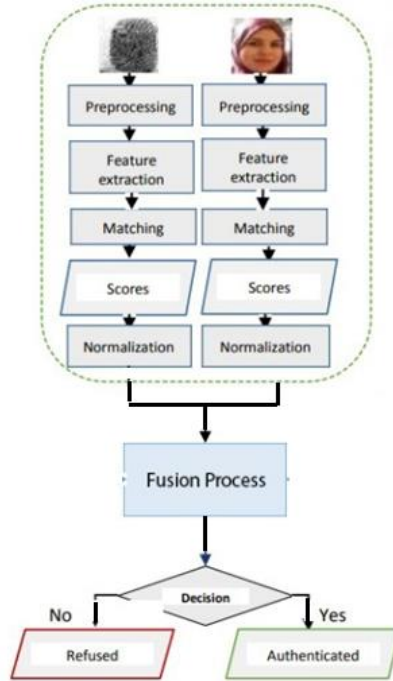 Preprocessing
Feature
extraction
Matching
Scores
Normalization
Preprocessing
Feature
extraction
Matching
Scores
Normalization
Fusion Process
Decision
No
Yes
Refused
Authenticated